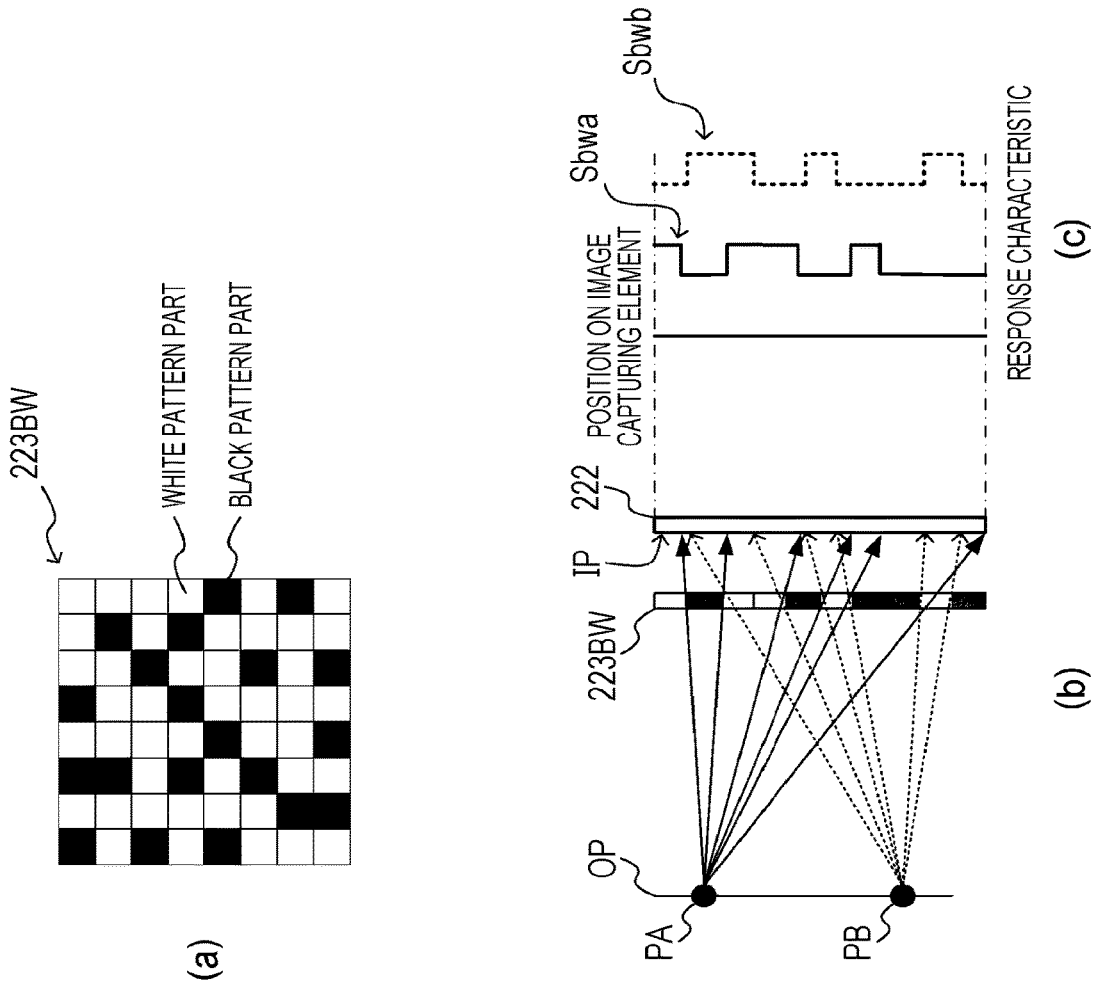 (a)
223BW
WHITE PATTERN PART
BLACK PATTERN PART
(b)
OP
PA
PB
223BW
IP
222
(c)
POSITION ON IMAGE
CAPTURING ELEMENT
Sbwa
Sbwb
RESPONSE CHARACTERISTIC